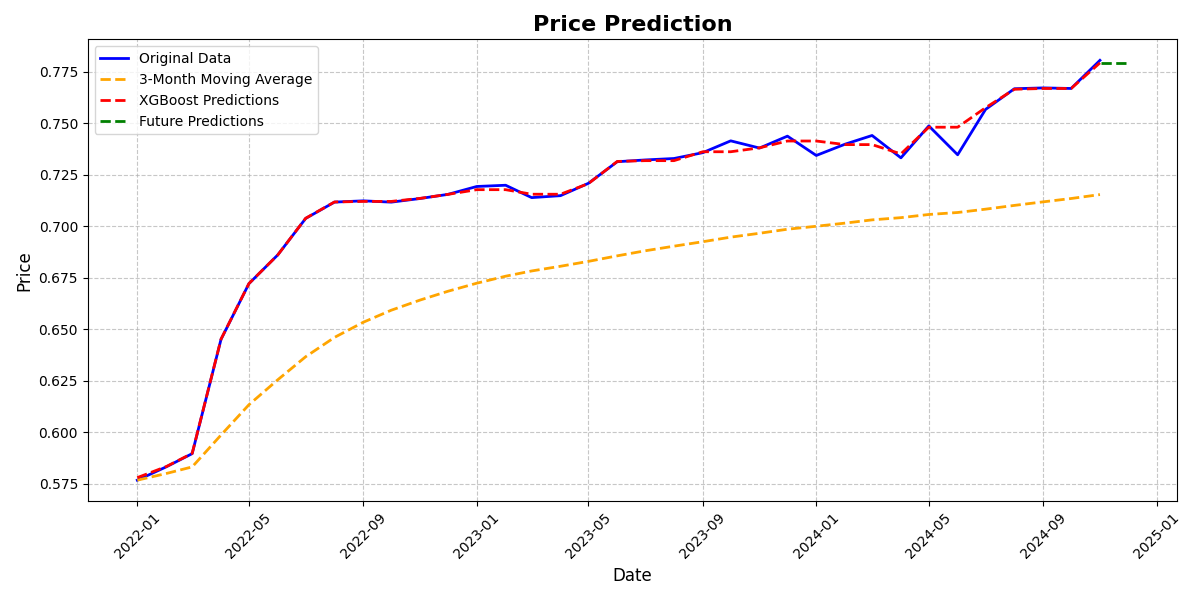 Price Prediction
Original Data
3-Month Moving Average
XGBoost Predictions
Future Predictions
Price
0.775
0.750
0.725
0.700
0.675
0.650
0.625
0.600
0.575
2022-01
2022-05
2022-09
2023-01
2023-05
2023-09
2024-01
2024-05
2024-09
2025-01
Date